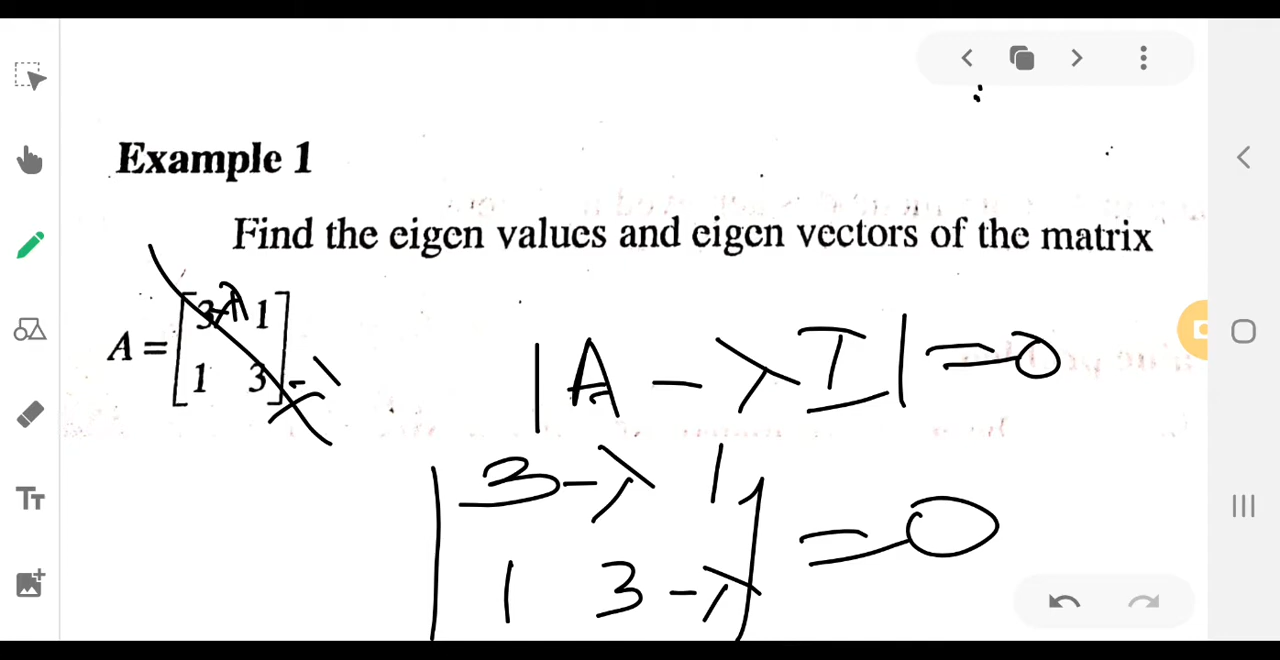 Example 1
Find the eigen values and eigen vectors of the matrix
A = [3-λ 1
1 3] -λ
|A - λI| = 0
|3-λ 1
1 3-λ| = 0
Tт